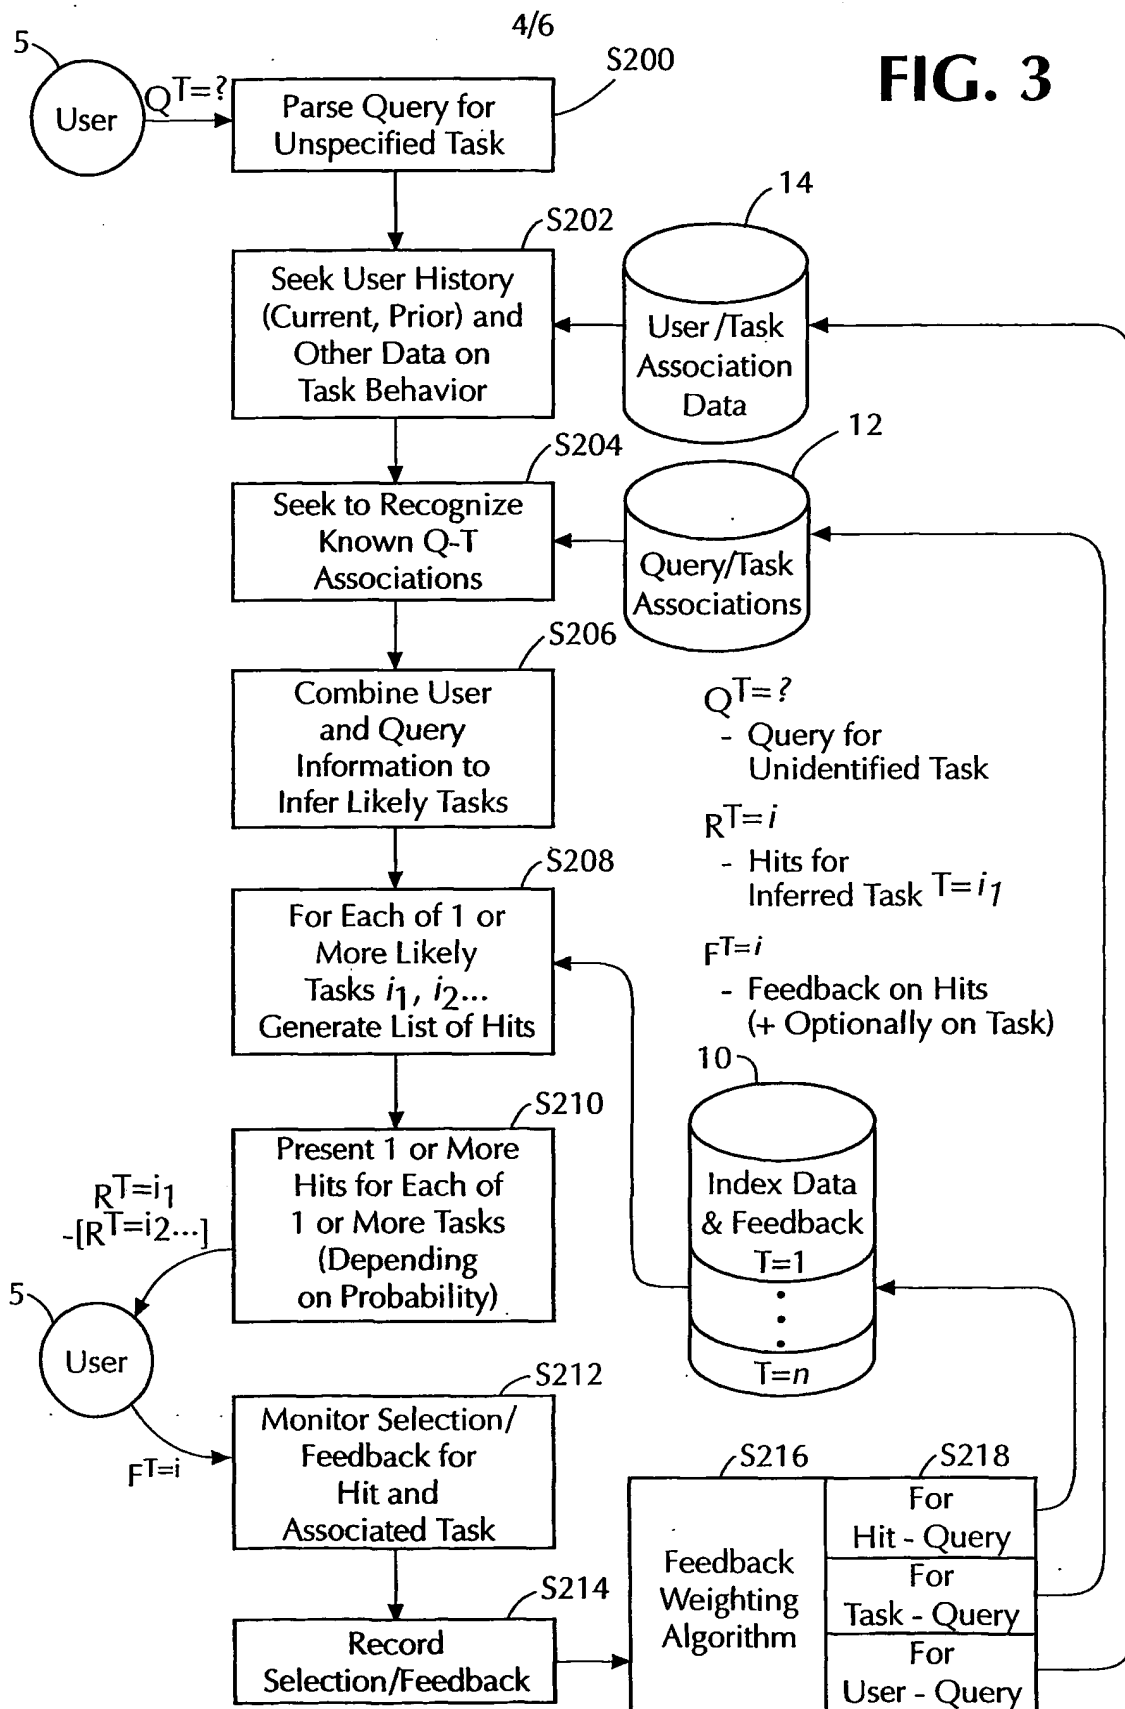 4/6
FIG. 3
5
User
Q^T=?
S200
Parse Query for
Unspecified Task
S202
Seek User History
(Current, Prior) and
Other Data on
Task Behavior
14
User/Task
Association
Data
S204
Seek to Recognize
Known Q-T
Associations
12
Query/Task
Associations
S206
Combine User
and Query
Information to
Infer Likely Tasks
Q^T=?
- Query for
Unidentified Task
R^T=i
- Hits for
Inferred Task T=i1
F^T=i
- Feedback on Hits
(+ Optionally on Task)
S208
For Each of 1 or
More Likely
Tasks i1, i2...
Generate List of Hits
10
Index Data
& Feedback
T=1
T=n
S210
Present 1 or More
Hits for Each of
1 or More Tasks
(Depending
on Probability)
R^T=i1
-[R^T=i2...]
5
User
F^T=i
S212
Monitor Selection/
Feedback for
Hit and
Associated Task
S214
Record
Selection/Feedback
S216
Feedback
Weighting
Algorithm
S218
For
Hit - Query
For
Task - Query
For
User - Query